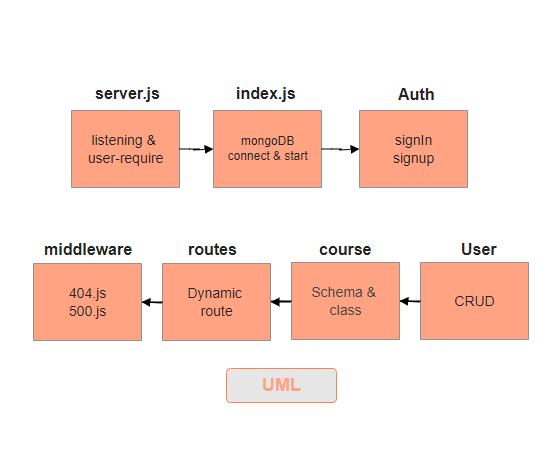 server.js
index.js
Auth
listening &
user-require
mongoDB
connect & start
signIn
signup
middleware
routes
course
User
404.js
500.js
Dynamic
route
Schema &
class
CRUD
UML